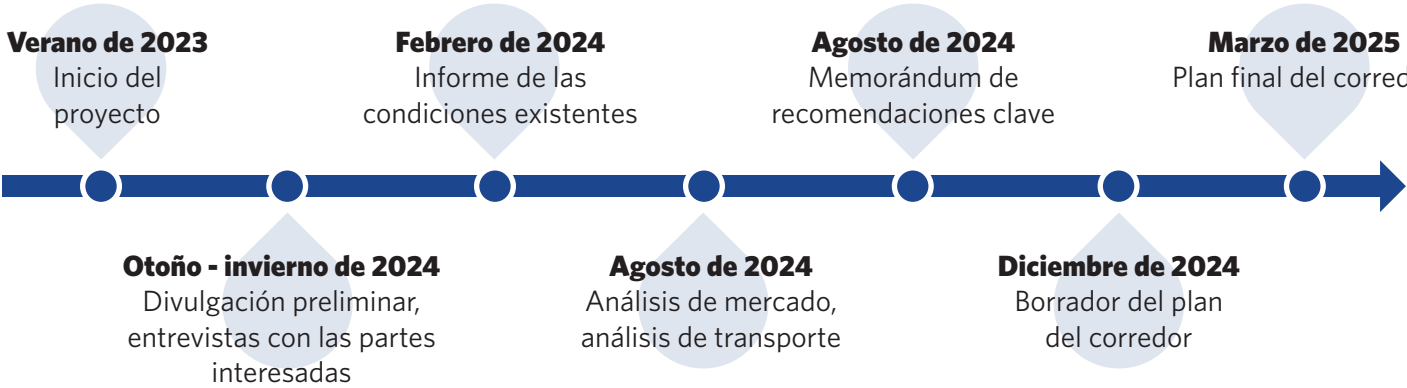 Verano de 2023
Inicio del
proyecto
Otoño - invierno de 2024
Divulgación preliminar,
entrevistas con las partes
interesadas
Febrero de 2024
Informe de las
condiciones existentes
Agosto de 2024
Análisis de mercado,
análisis de transporte
Agosto de 2024
Memorándum de
recomendaciones clave
Diciembre de 2024
Borrador del plan
del corredor
Marzo de 2025
Plan final del